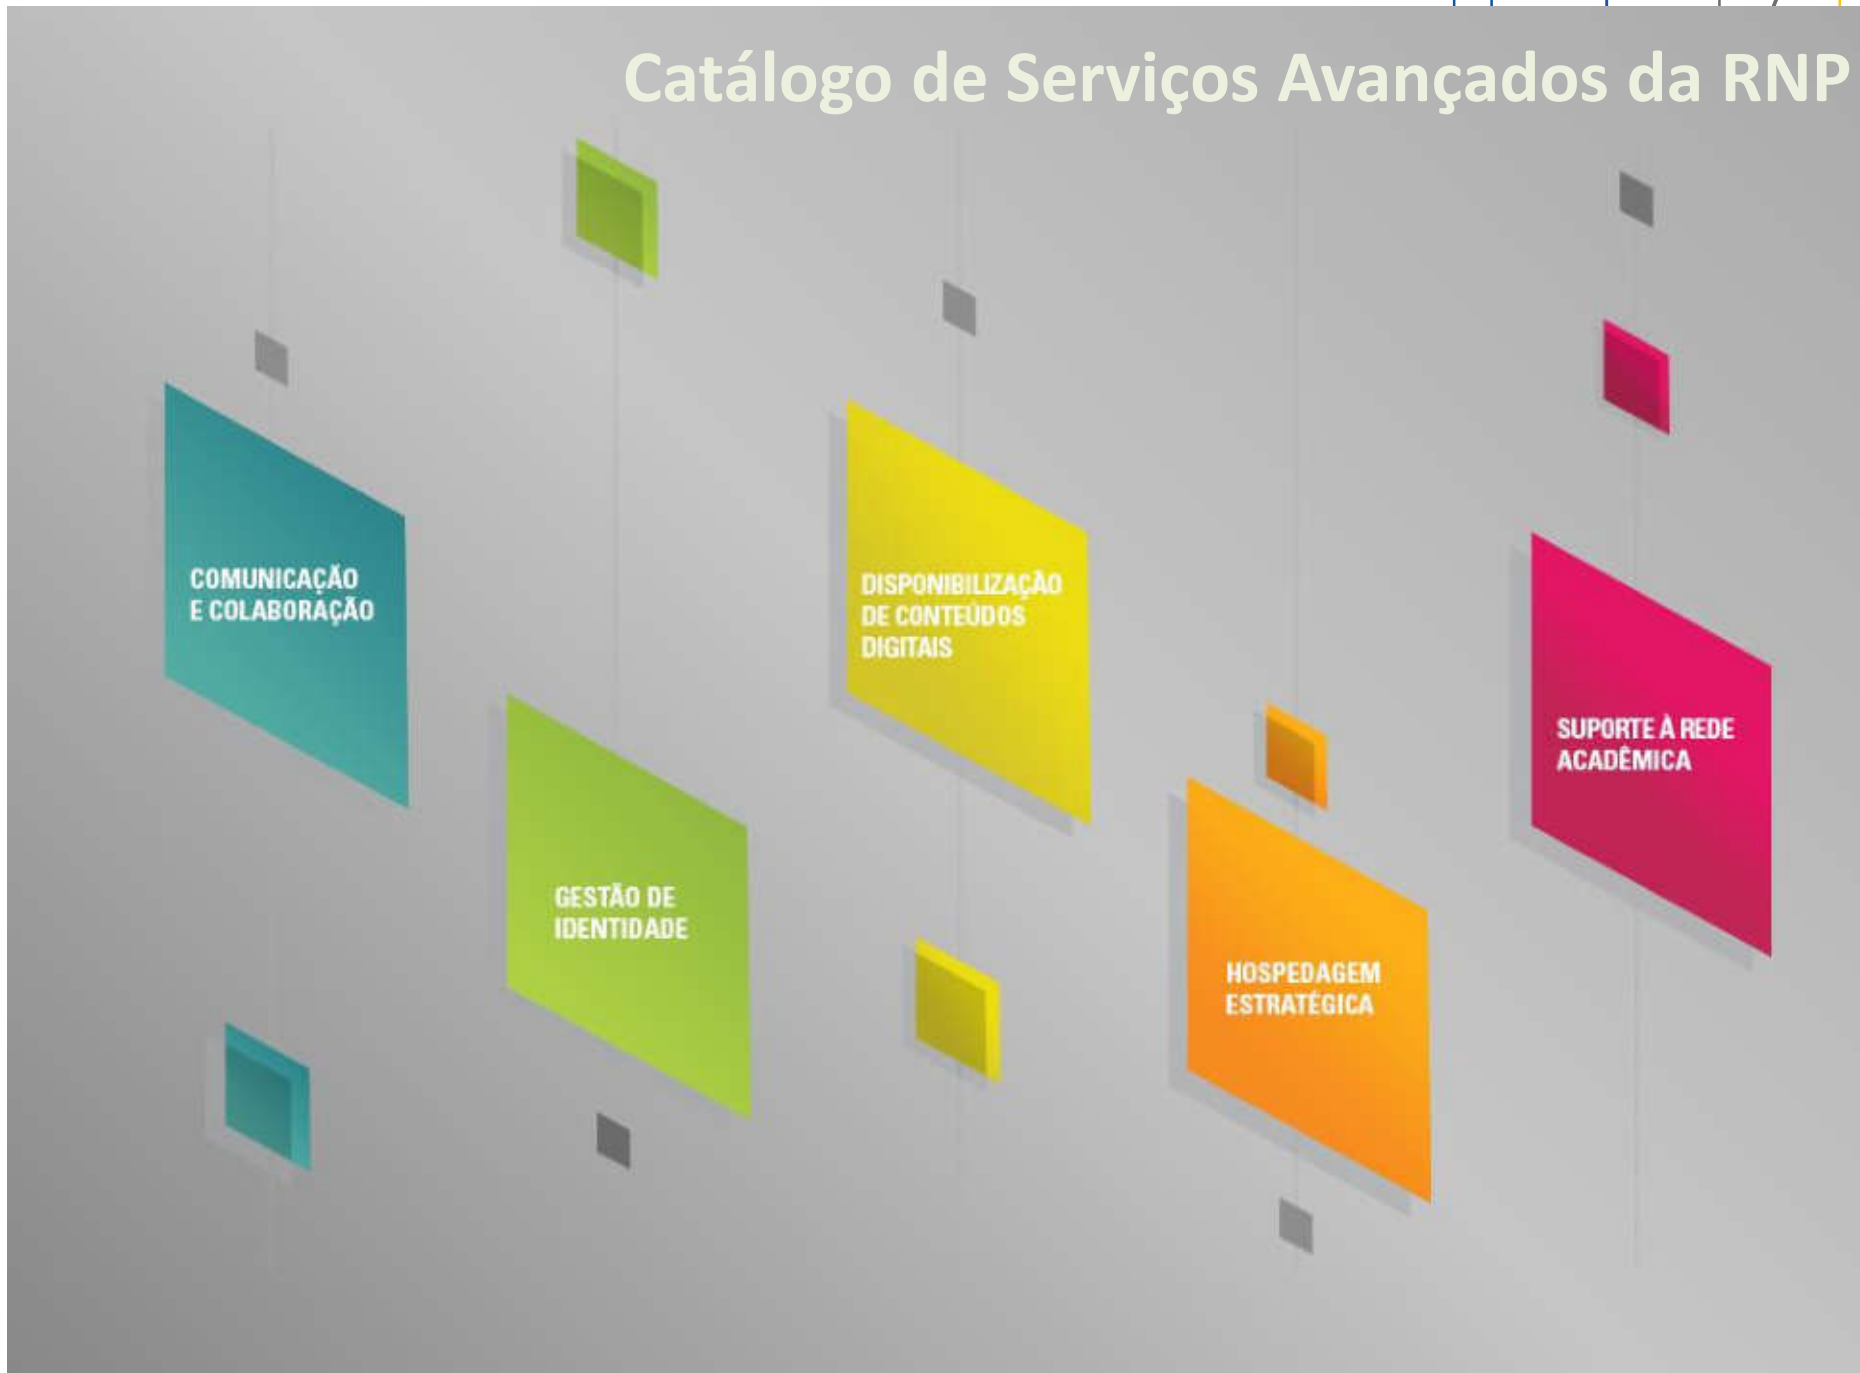 Catálogo de Serviços Avançados da RNP
COMUNICAÇÃO
E COLABORAÇÃO
DISPONIBILIZAÇÃO
DE CONTEÚDOS
DIGITAIS
SUPORTE À REDE
ACADÊMICA
GESTÃO DE
IDENTIDADE
HOSPEDAGEM
ESTRATÉGICA